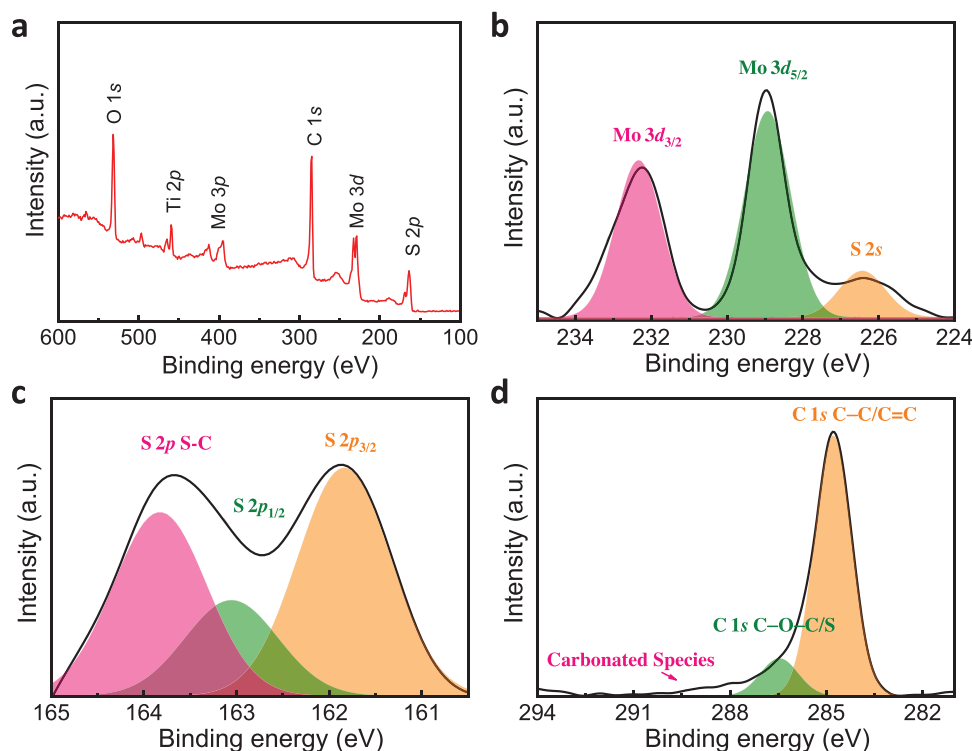 a
Intensity (a.u.)
O 1s
Ti 2p
Mo 3p
C 1s
Mo 3d
S 2p
600 500 400 300 200 100
Binding energy (eV)
b
Intensity (a.u.)
Mo 3d5/2
Mo 3d3/2
S 2s
234 232 230 228 226 224
Binding energy (eV)
c
Intensity (a.u.)
S 2p S-C
S 2p3/2
S 2p1/2
165 164 163 162 161
Binding energy (eV)
d
Intensity (a.u.)
C 1s C–C/C=C
C 1s C–O–C/S
Carbonated Species
294 291 288 285 282
Binding energy (eV)